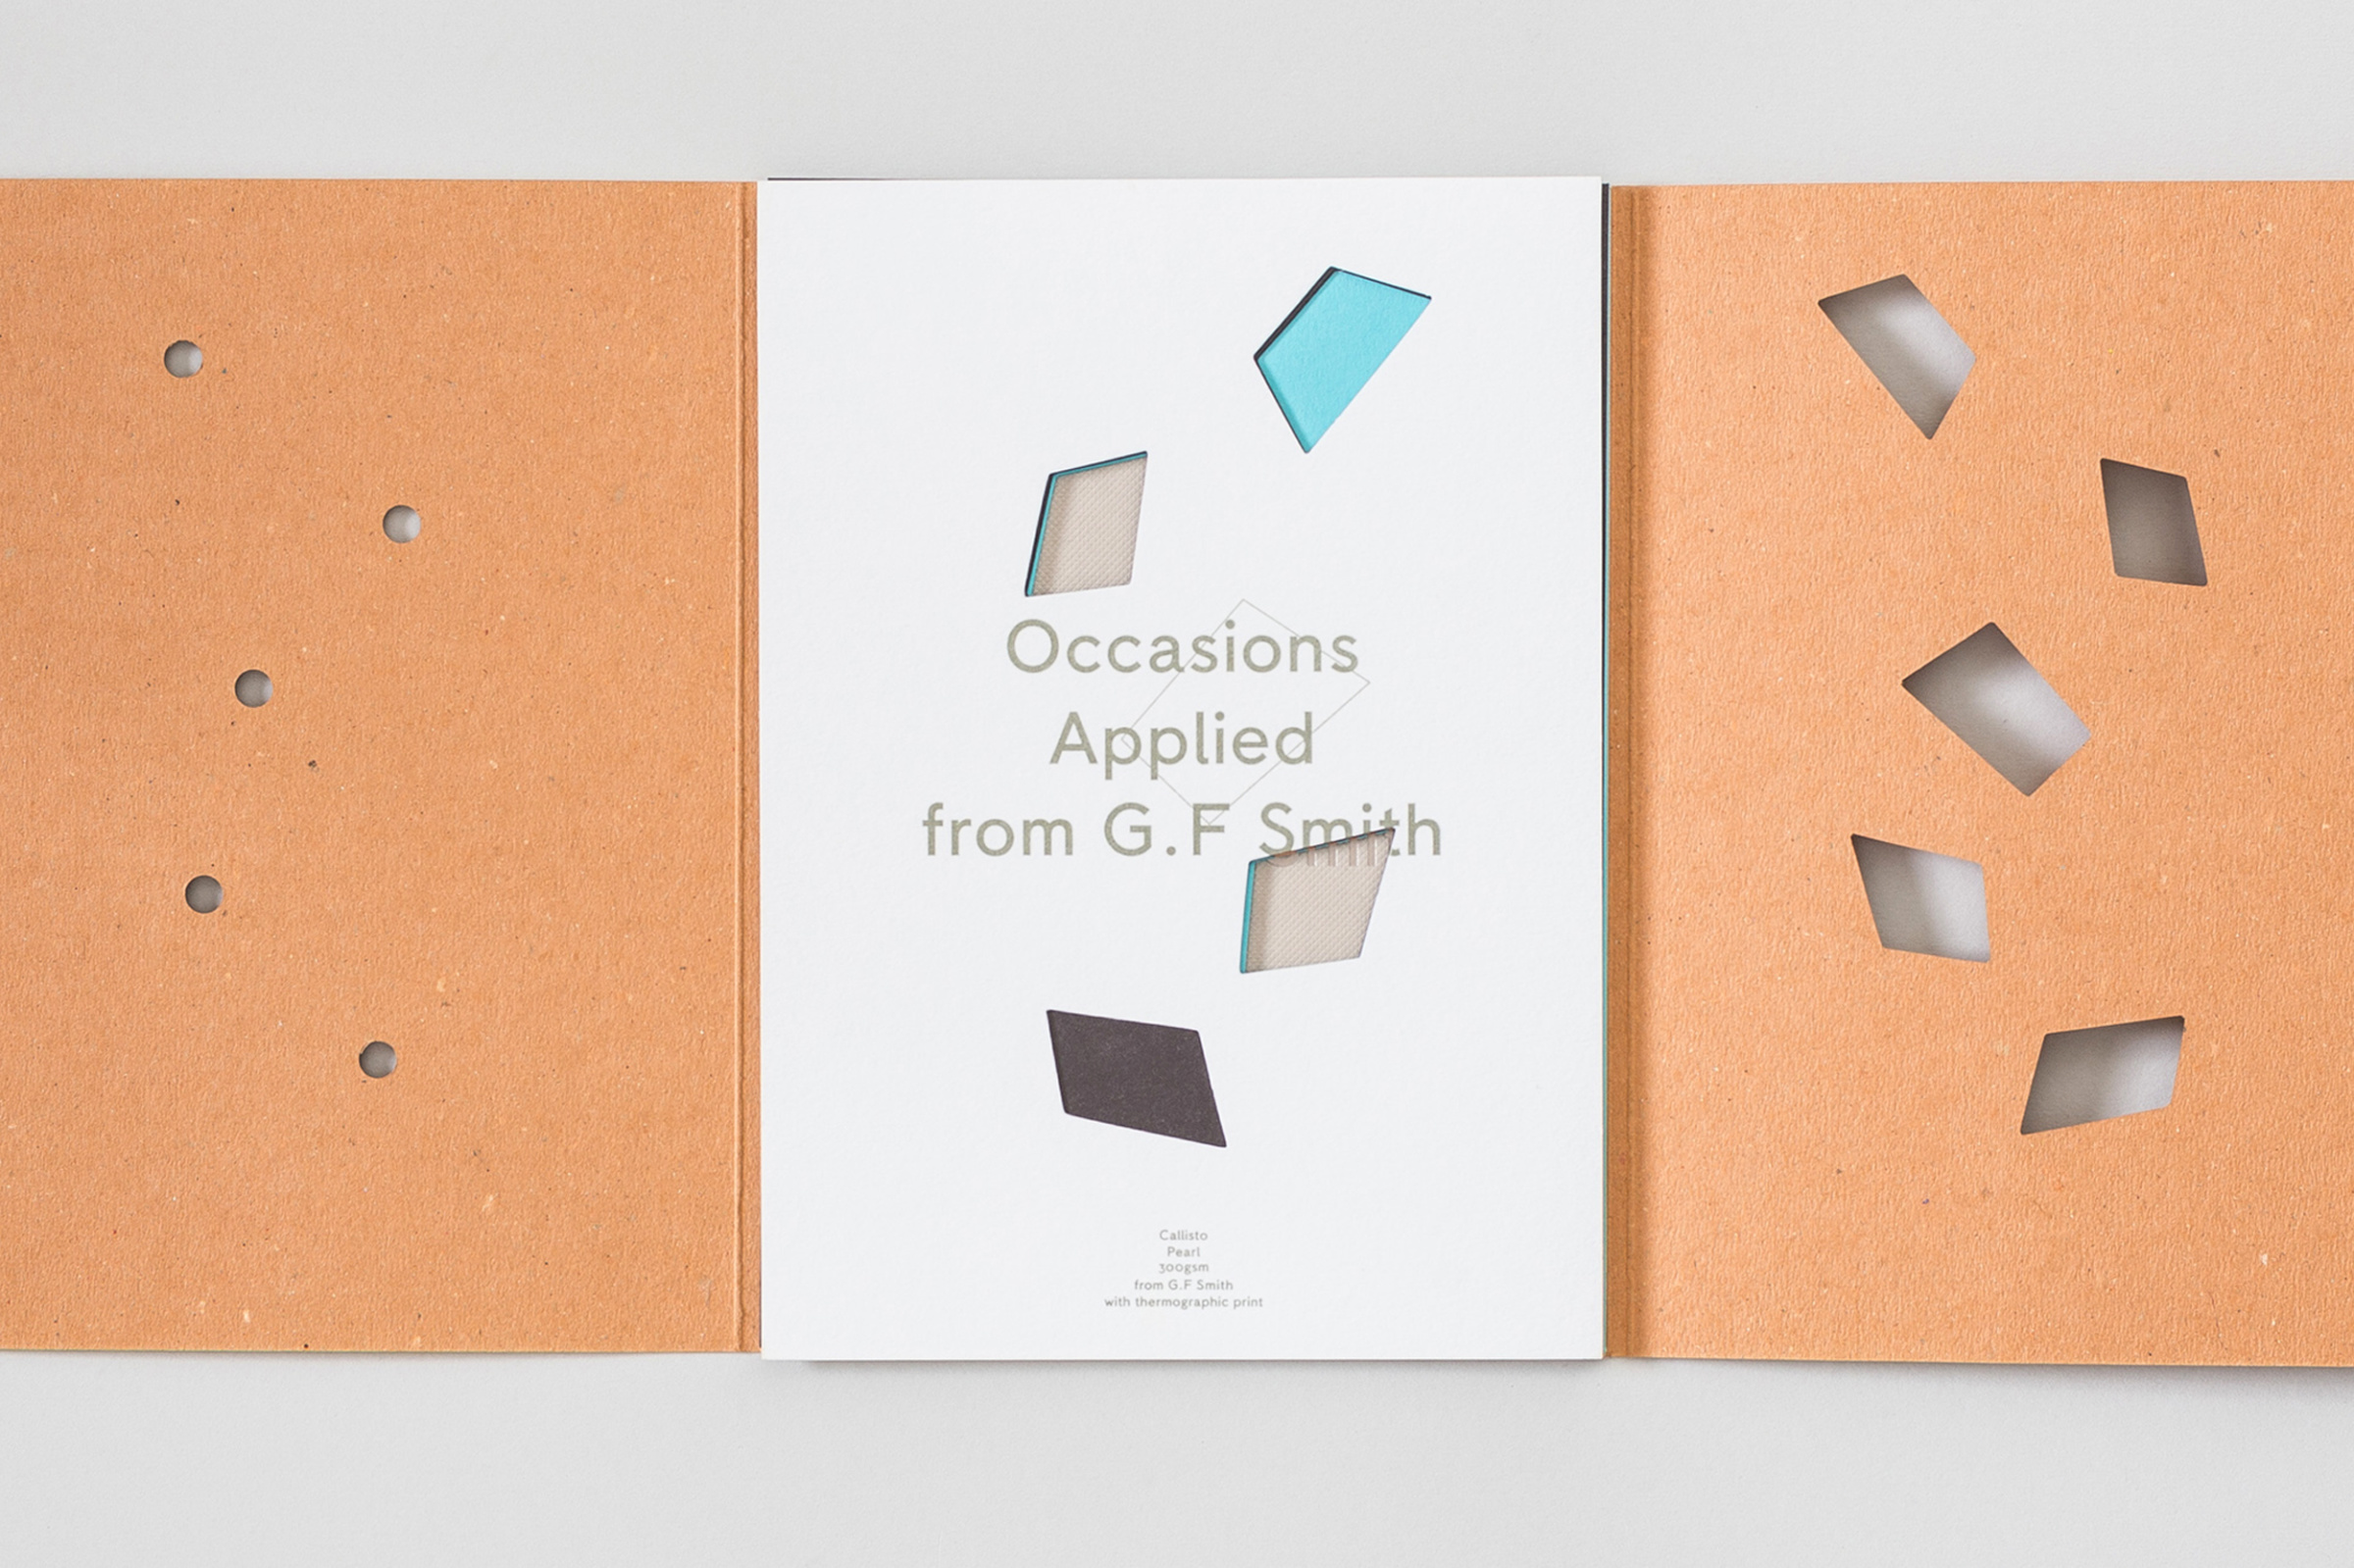 Occasions
Applied
from G.F Smith
Callisto
Pearl
300gsm
from G.F Smith
with thermographic print